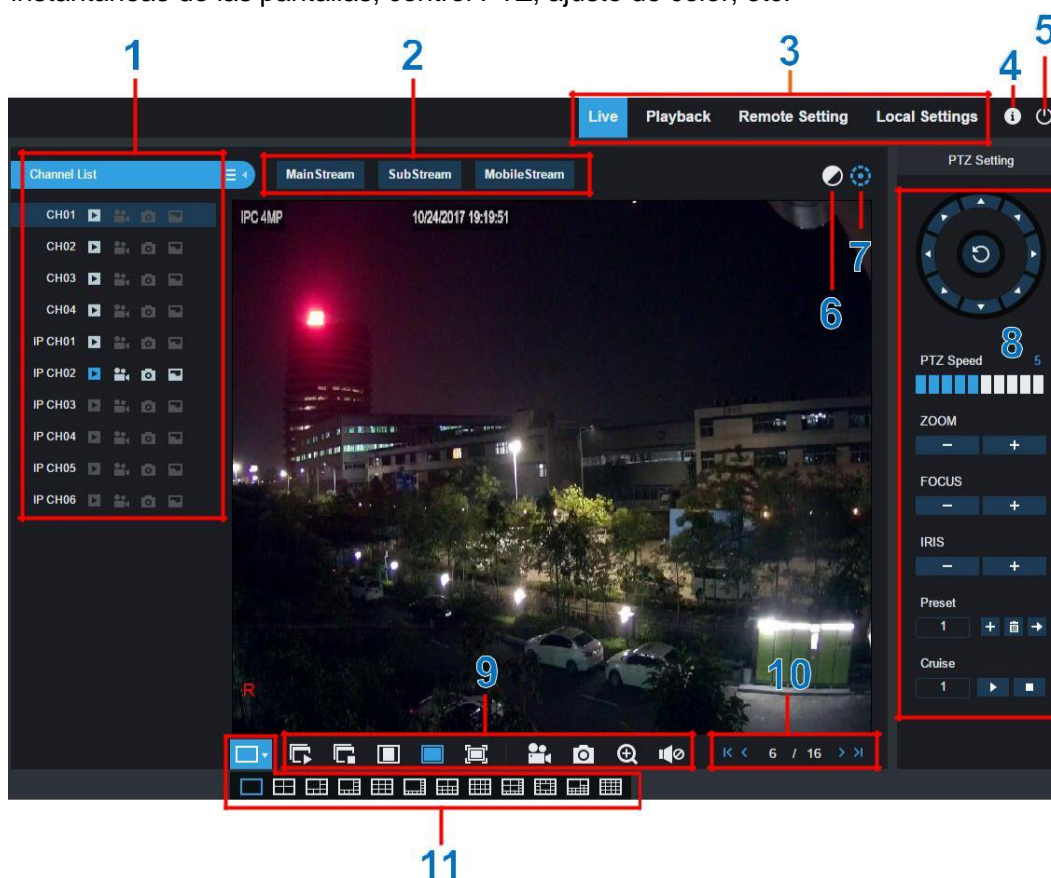 instantáneas de las pantallas, control PTZ, ajuste de color, etc.
1
2
3
4
5
Live Playback Remote Setting Local Settings
Channel List
MainStream SubStream MobileStream
PTZ Setting
CH01
CH02
CH03
CH04
IP CH01
IP CH02
IP CH03
IP CH04
IP CH05
IP CH06
IPC 4MP 10/24/2017 19:19:51
R
6
7
8
PTZ Speed 5
ZOOM
- +
FOCUS
- +
IRIS
- +
Preset
1
Cruise
1
9
10
6 / 16
11